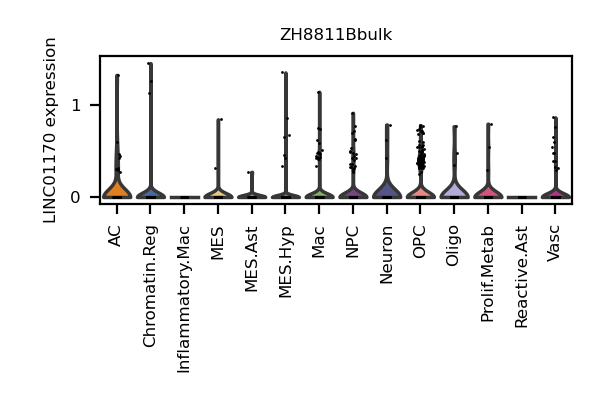 ZH8811Bbulk
LINC01170 expression
1
0
AC
Chromatin.Reg
Inflammatory.Mac
MES
MES.Ast
MES.Hyp
Mac
NPC
Neuron
OPC
Oligo
Prolif.Metab
Reactive.Ast
Vasc